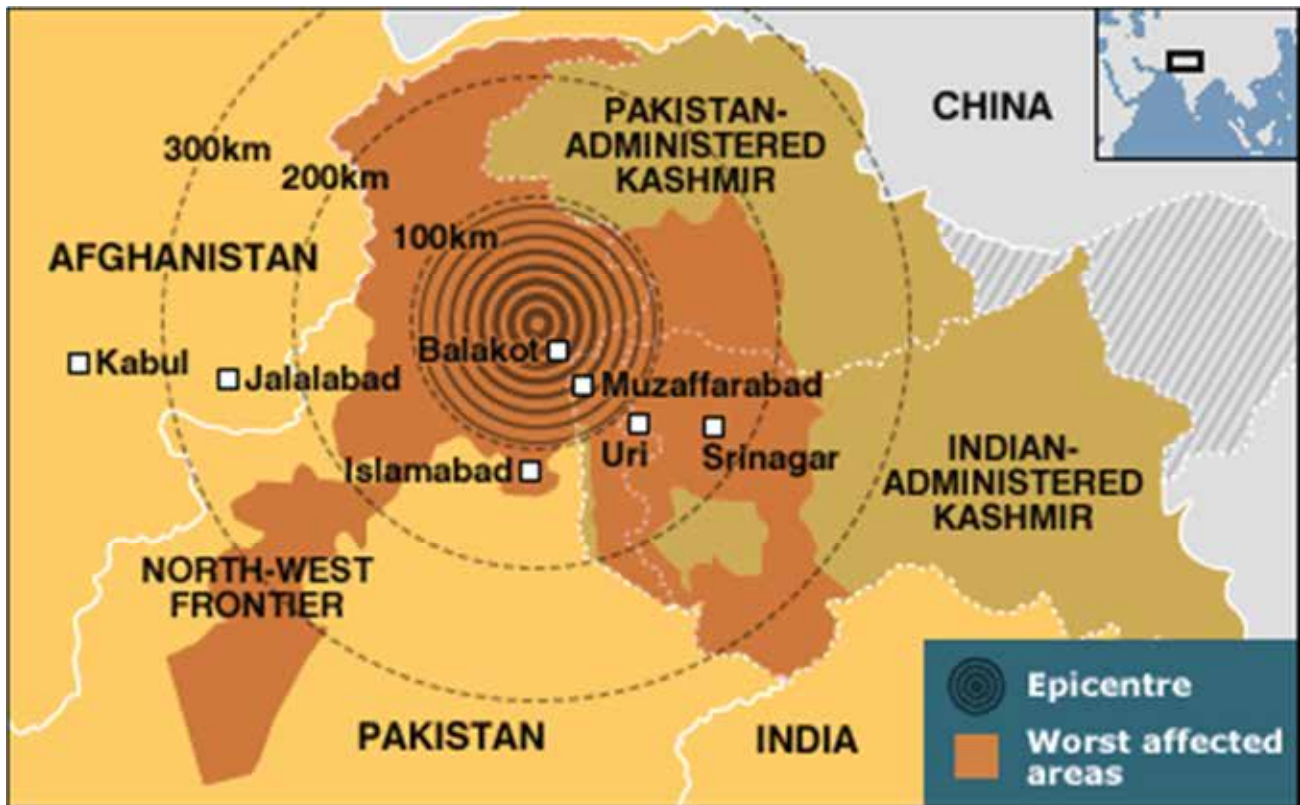 PAKISTAN-
ADMINISTERED
KASHMIR
CHINA
300km
200km
100km
AFGHANISTAN
Kabul
Jalalabad
Balakot
Muzaffarabad
Uri
Srinagar
Islamabad
INDIAN-
ADMINISTERED
KASHMIR
NORTH-WEST
FRONTIER
PAKISTAN
INDIA
Epicentre
Worst affected
areas